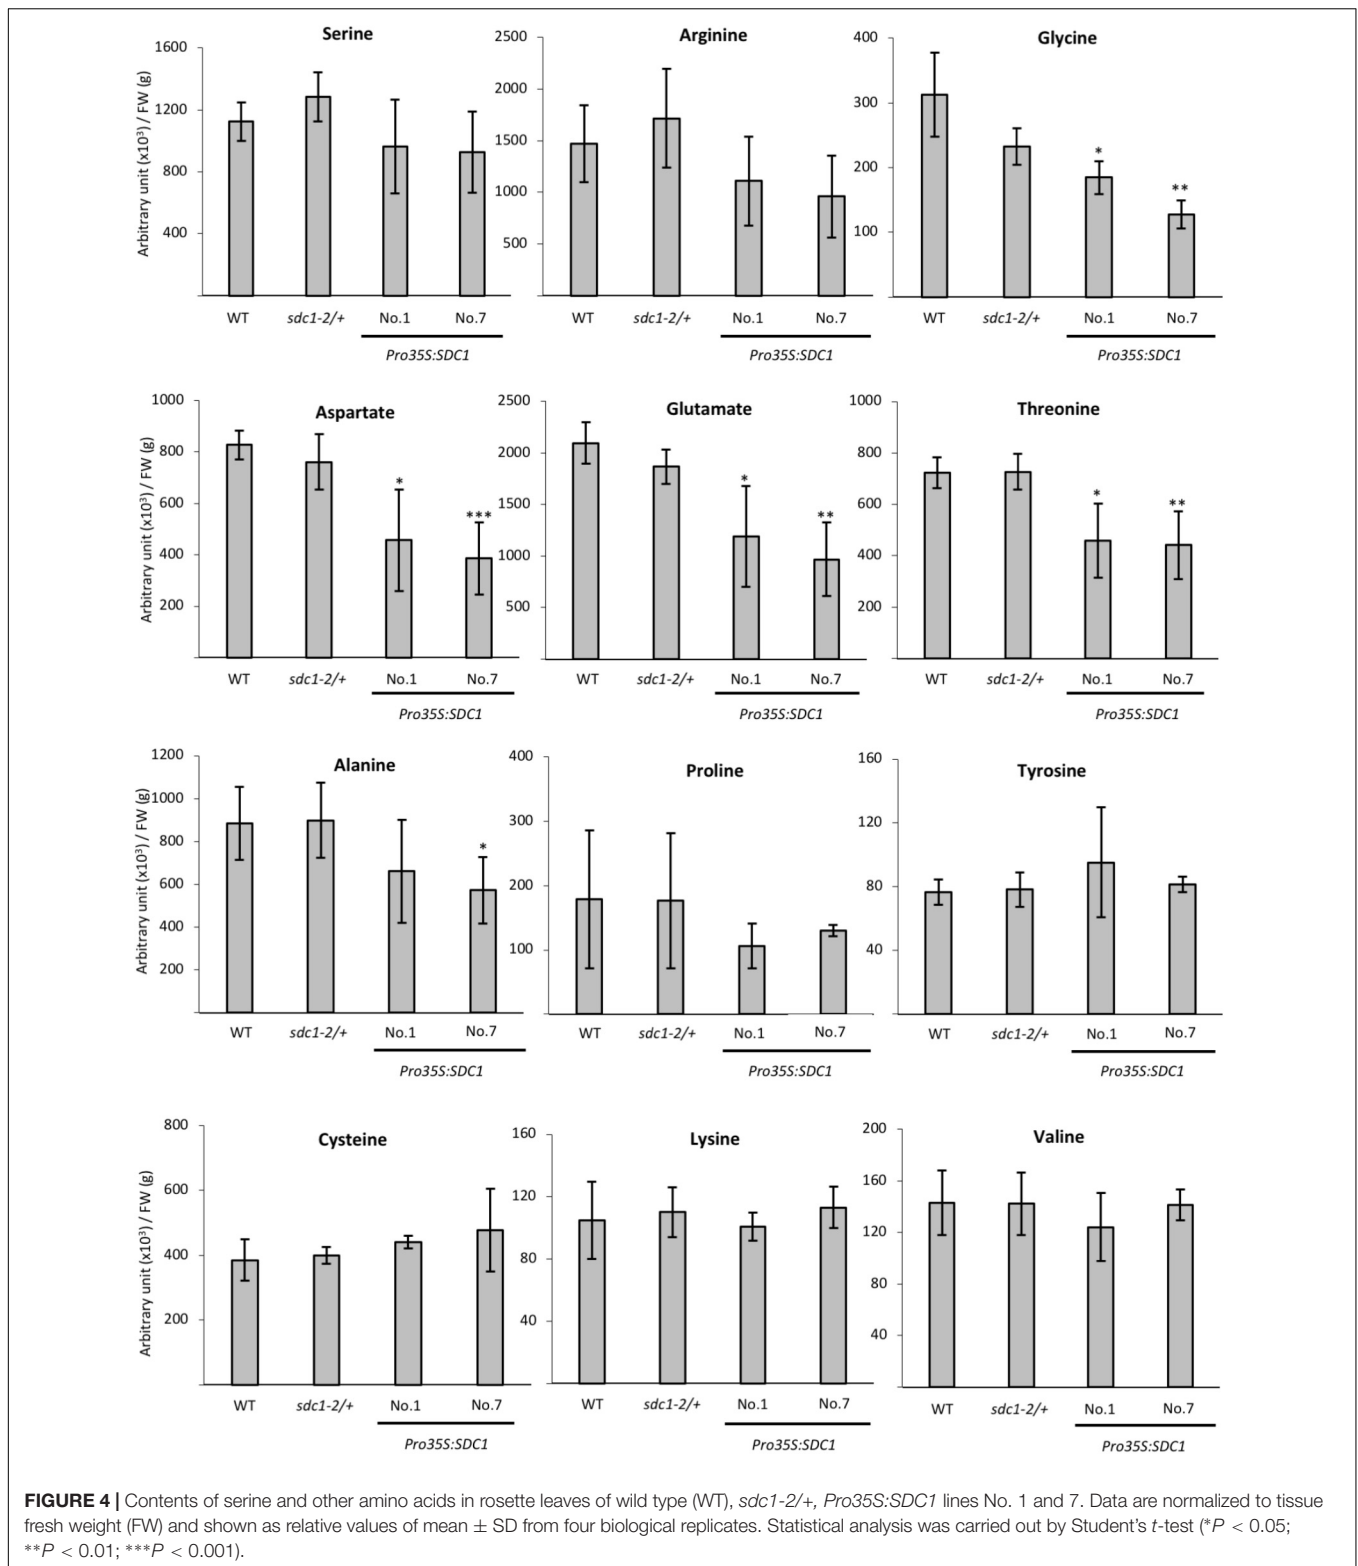 Serine
Arbitrary unit (x10³) / FW (g)
1600
1200
800
400
WT
sdc1-2/+
No.1
No.7
Pro35S:SDC1
Arginine
2500
2000
1500
1000
500
WT
sdc1-2/+
No.1
No.7
Pro35S:SDC1
Glycine
400
300
200
100
*
**
WT
sdc1-2/+
No.1
No.7
Pro35S:SDC1
Aspartate
Arbitrary unit (x10³) / FW (g)
1000
800
600
400
200
*
***
WT
sdc1-2/+
No.1
No.7
Pro35S:SDC1
Glutamate
2500
2000
1500
1000
500
*
**
WT
sdc1-2/+
No.1
No.7
Pro35S:SDC1
Threonine
1000
800
600
400
200
*
**
WT
sdc1-2/+
No.1
No.7
Pro35S:SDC1
Alanine
Arbitrary unit (x10³) / FW (g)
1200
1000
800
600
400
200
*
WT
sdc1-2/+
No.1
No.7
Pro35S:SDC1
Proline
400
300
200
100
WT
sdc1-2/+
No.1
No.7
Pro35S:SDC1
Tyrosine
160
120
80
40
WT
sdc1-2/+
No.1
No.7
Pro35S:SDC1
Cysteine
Arbitrary unit (x10³) / FW (g)
800
600
400
200
WT
sdc1-2/+
No.1
No.7
Pro35S:SDC1
Lysine
160
120
80
40
WT
sdc1-2/+
No.1
No.7
Pro35S:SDC1
Valine
200
160
120
80
40
WT
sdc1-2/+
No.1
No.7
Pro35S:SDC1
FIGURE 4 | Contents of serine and other amino acids in rosette leaves of wild type (WT), sdc1-2/+, Pro35S:SDC1 lines No. 1 and 7. Data are normalized to tissue
fresh weight (FW) and shown as relative values of mean ± SD from four biological replicates. Statistical analysis was carried out by Student's t-test (*P < 0.05;
**P < 0.01; ***P < 0.001).